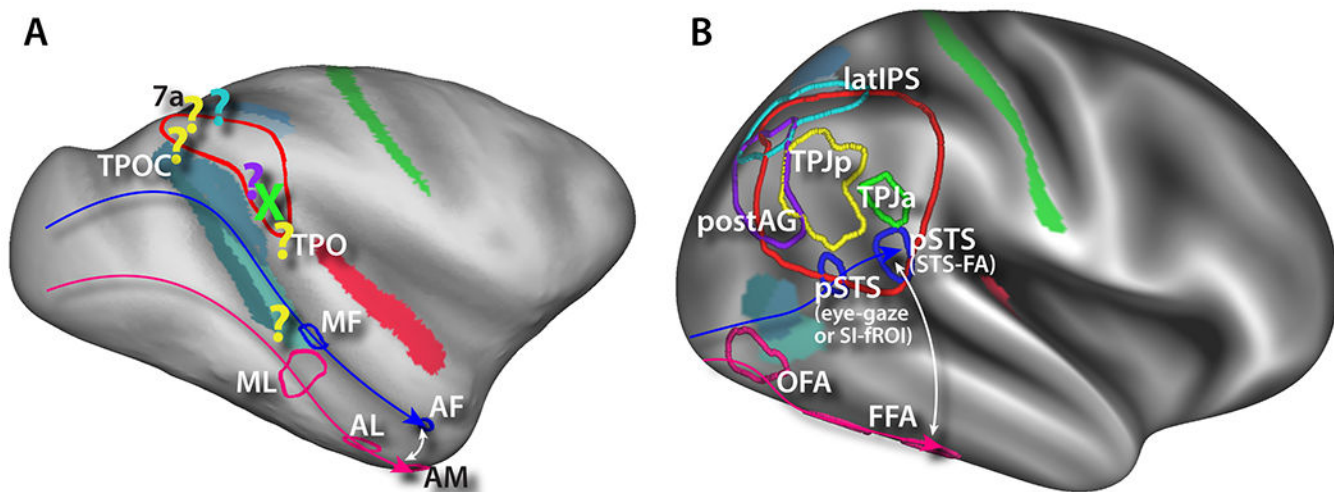 A
7a
?
?
TPOC
?
?
X
?
TPO
?
MF
ML
AF
AL
AM
B
latIPS
TPJp
TPJa
postAG
pSTS
(STS-FA)
pSTS
(eye-gaze
or SI-fROI)
OFA
FFA